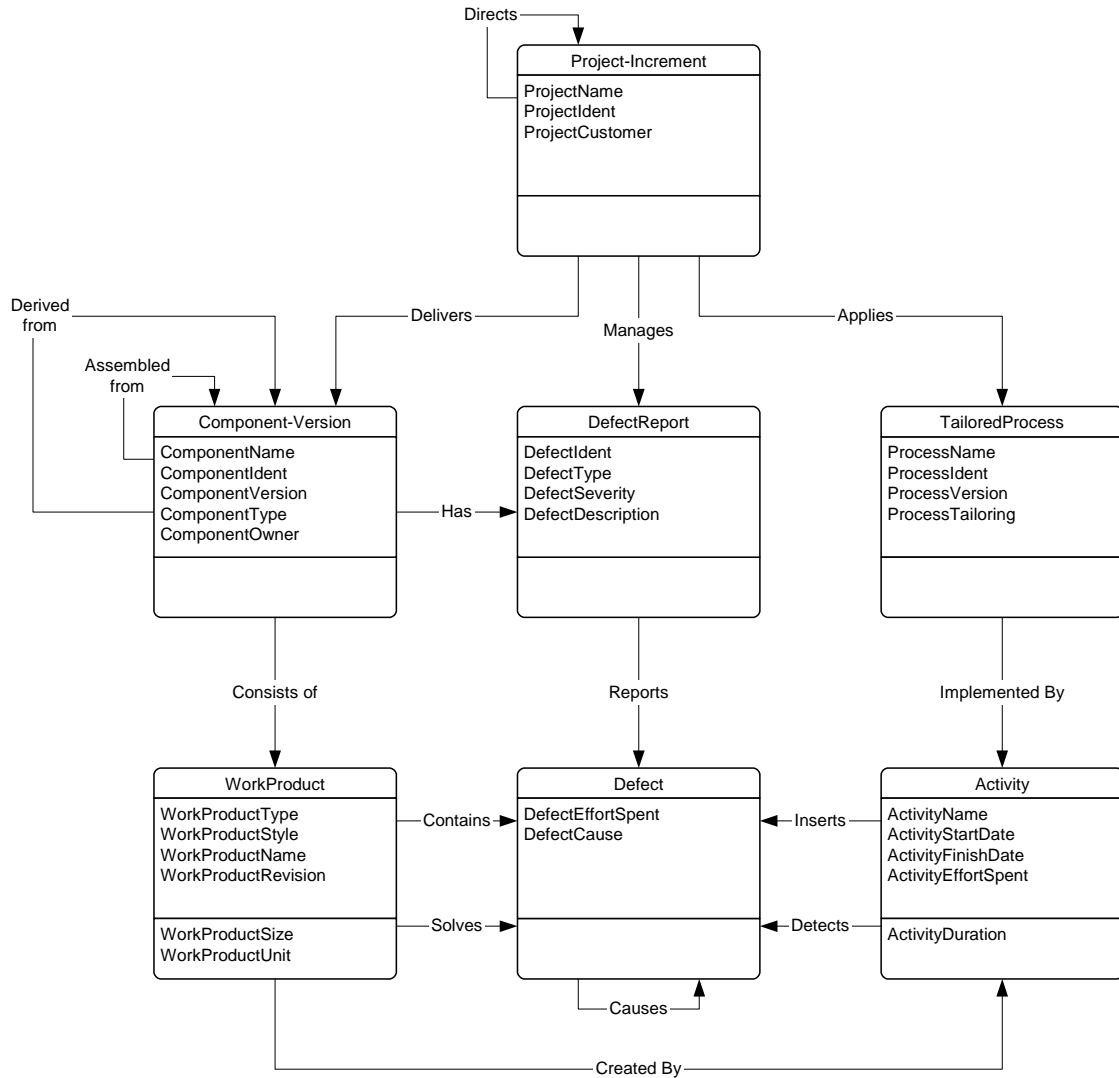 Directs
Project-Increment
ProjectName
ProjectIdent
ProjectCustomer
Derived
from
Delivers
Manages
Applies
Assembled
from
Component-Version
ComponentName
ComponentIdent
ComponentVersion
ComponentType
ComponentOwner
Has
DefectReport
DefectIdent
DefectType
DefectSeverity
DefectDescription
TailoredProcess
ProcessName
ProcessIdent
ProcessVersion
ProcessTailoring
Consists of
Reports
Implemented By
WorkProduct
WorkProductType
WorkProductStyle
WorkProductName
WorkProductRevision
WorkProductSize
WorkProductUnit
Contains
Solves
Defect
DefectEffortSpent
DefectCause
Inserts
Detects
Activity
ActivityName
ActivityStartDate
ActivityFinishDate
ActivityEffortSpent
ActivityDuration
Causes
Created By